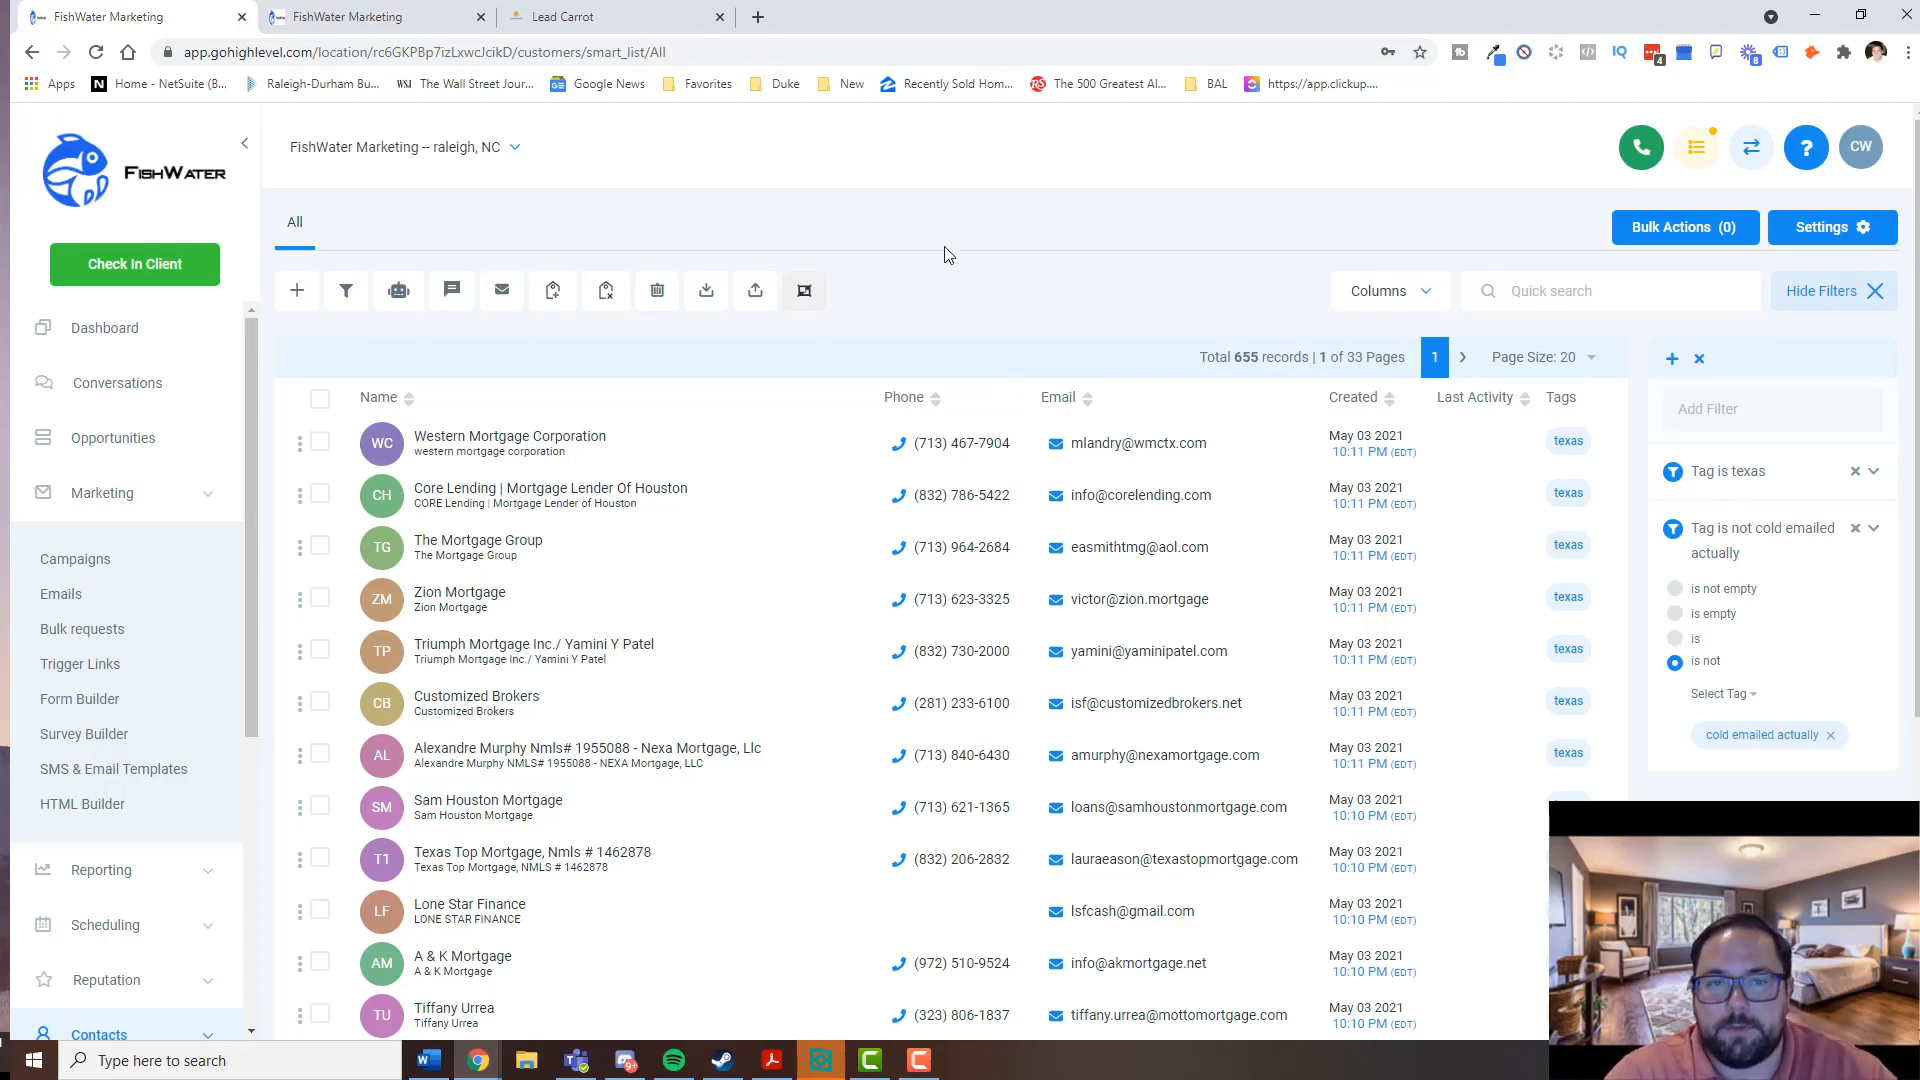 FishWater Marketing
FishWater Marketing
Lead Carrot
app.gohighlevel.com/location/rc6GKPBp7izLxwcJcikD/customers/smart_list/All
Apps
Home - NetSuite (B...
Raleigh-Durham Bu...
WSJ The Wall Street Jour...
Google News
Favorites
Duke
New
Recently Sold Hom...
The 500 Greatest Al...
BAL
https://app.clickup....
FishWater
FishWater Marketing -- raleigh, NC
CW
All
Bulk Actions (0)
Settings
Check In Client
Columns
Quick search
Hide Filters
Dashboard
Conversations
Opportunities
Marketing
Campaigns
Emails
Bulk requests
Trigger Links
Form Builder
Survey Builder
SMS & Email Templates
HTML Builder
Reporting
Scheduling
Reputation
Contacts
Total 655 records | 1 of 33 Pages
1
Page Size: 20
Name
Phone
Email
Created
Last Activity
Tags
WC Western Mortgage Corporation (713) 467-7904 mlandry@wmctx.com May 03 2021 texas
western mortgage corporation 10:11 PM (EDT)
CH Core Lending | Mortgage Lender Of Houston (832) 786-5422 info@corelending.com May 03 2021 texas
CORE Lending | Mortgage Lender of Houston 10:11 PM (EDT)
TG The Mortgage Group (713) 964-2684 easmithtmg@aol.com May 03 2021 texas
The Mortgage Group 10:11 PM (EDT)
ZM Zion Mortgage (713) 623-3325 victor@zion.mortgage May 03 2021 texas
Zion Mortgage 10:11 PM (EDT)
TP Triumph Mortgage Inc./ Yamini Y Patel (832) 730-2000 yamini@yaminipatel.com May 03 2021 texas
Triumph Mortgage Inc./ Yamini Y Patel 10:11 PM (EDT)
CB Customized Brokers (281) 233-6100 isf@customizedbrokers.net May 03 2021 texas
Customized Brokers 10:11 PM (EDT)
AL Alexandre Murphy Nmls# 1955088 - Nexa Mortgage, Llc (713) 840-6430 amurphy@nexamortgage.com May 03 2021 texas
Alexandre Murphy NMLS# 1955088 - NEXA Mortgage, LLC 10:11 PM (EDT)
SM Sam Houston Mortgage (713) 621-1365 loans@samhoustonmortgage.com May 03 2021
Sam Houston Mortgage 10:10 PM (EDT)
T1 Texas Top Mortgage, Nmls # 1462878 (832) 206-2832 lauraeason@texastopmortgage.com May 03 2021
Texas Top Mortgage, NMLS # 1462878 10:10 PM (EDT)
LF Lone Star Finance lsfcash@gmail.com May 03 2021
LONE STAR FINANCE 10:10 PM (EDT)
AM A & K Mortgage (972) 510-9524 info@akmortgage.net May 03 2021
A & K Mortgage 10:10 PM (EDT)
TU Tiffany Urrea (323) 806-1837 tiffany.urrea@mottomortgage.com May 03 2021
Tiffany Urrea 10:10 PM (EDT)
Add Filter
Tag is texas
Tag is not cold emailed
actually
is not empty
is empty
is
is not
Select Tag
cold emailed actually
Type here to search